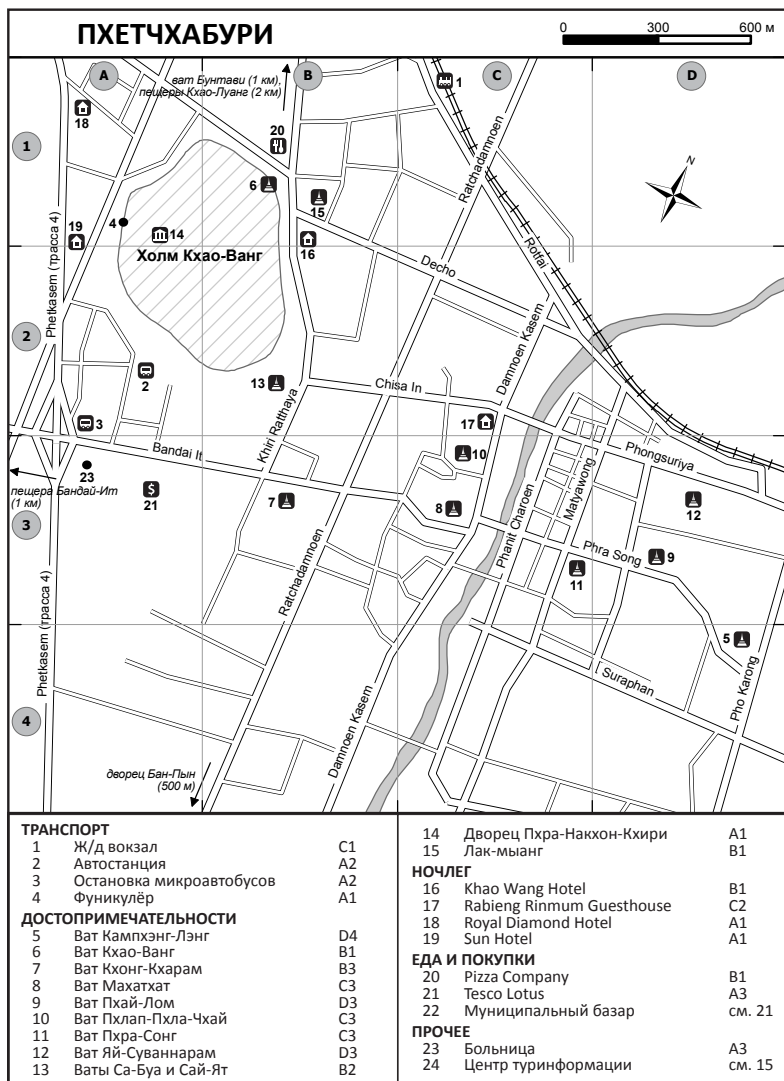 ПХЕТЧХАБУРИ
0 300 600 м
A B C D
1
2
3
4
ват Бунтави (1 км),
пещеры Кхао-Луанг (2 км)
N
1
18
20
6
15
4
14
19
16
Холм Кхао-Ванг
Ratchadamnoen
Rotfai
Decho
Phetkasem (трасса 4)
Damnoen Kasem
2
13
Chisa In
3
17
Khiri Ratthaya
Bandai It
10
Phongsuriya
23
пещера Бандай-Ит
(1 км)
21
7
8
Matyawong
12
Phanit Charoen
Phra Song
9
11
Ratchadamnoen
Phetkasem (трасса 4)
5
Suraphan
Pho Karong
Damnoen Kasem
дворец Бан-Пын
(500 м)
ТРАНСПОРТ
1 Ж/д вокзал C1
2 Автостанция A2
3 Остановка микроавтобусов A2
4 Фуникулёр A1
ДОСТОПРИМЕЧАТЕЛЬНОСТИ
5 Ват Кампхэнг-Лэнг D4
6 Ват Кхао-Ванг B1
7 Ват Кхонг-Кхарам B3
8 Ват Махатхат C3
9 Ват Пхай-Лом D3
10 Ват Пхлап-Пхла-Чхай C3
11 Ват Пхра-Сонг C3
12 Ват Яй-Суваннарам D3
13 Ваты Са-Буа и Сай-Ят B2
14 Дворец Пхра-Накхон-Кхири A1
15 Лак-мыанг B1
НОЧЛЕГ
16 Khao Wang Hotel B1
17 Rabieng Rinmum Guesthouse C2
18 Royal Diamond Hotel A1
19 Sun Hotel A1
ЕДА И ПОКУПКИ
20 Pizza Company B1
21 Tesco Lotus A3
22 Муниципальный базар см. 21
ПРОЧЕЕ
23 Больница A3
24 Центр туринформации см. 15